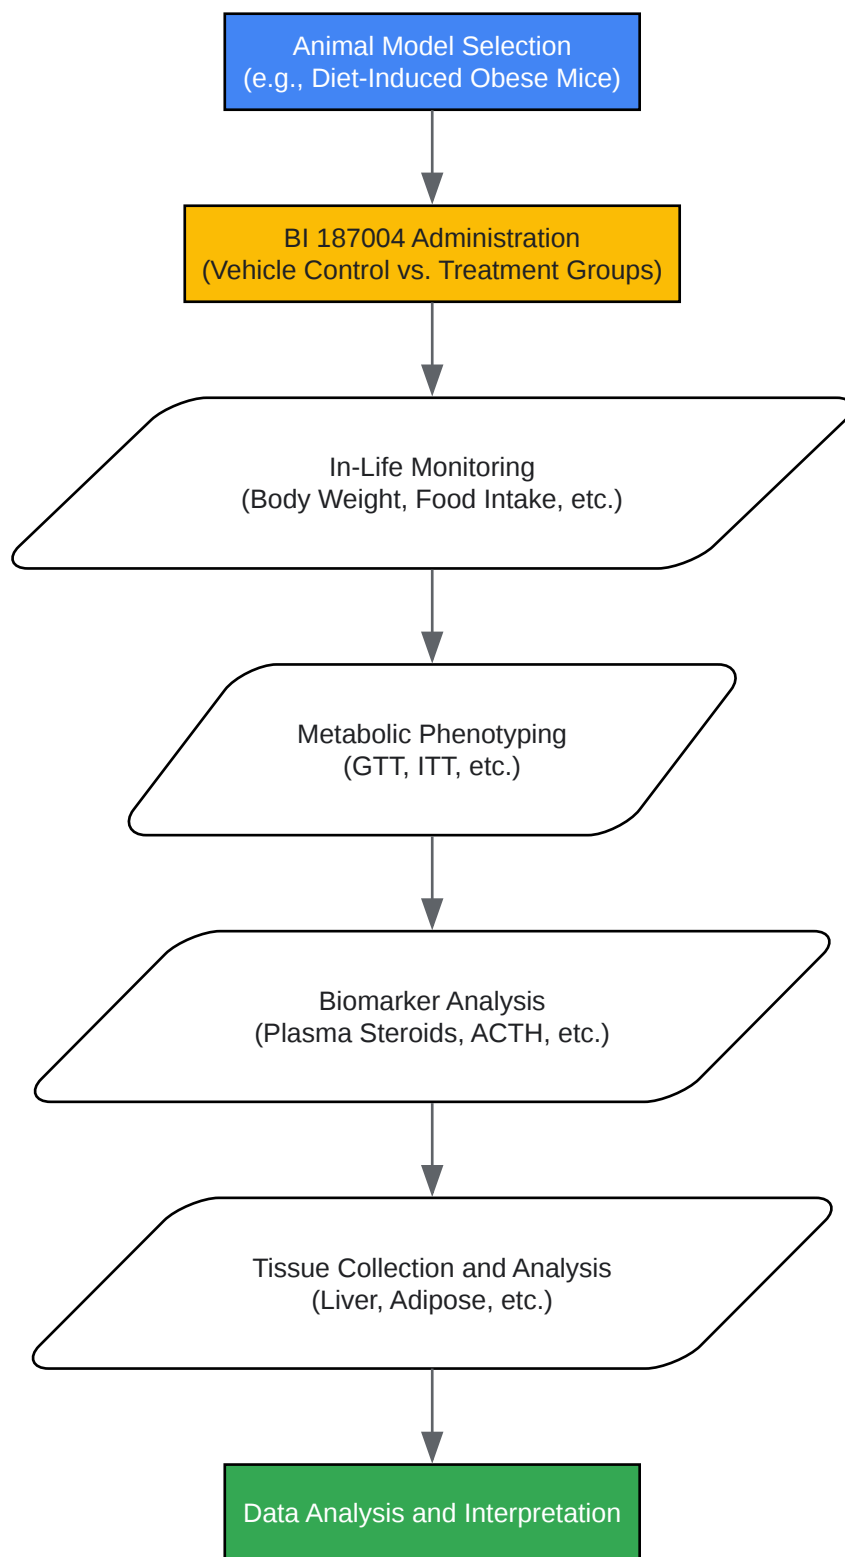 Animal Model Selection
(e.g., Diet-Induced Obese Mice)
BI 187004 Administration
(Vehicle Control vs. Treatment Groups)
In-Life Monitoring
(Body Weight, Food Intake, etc.)
Metabolic Phenotyping
(GTT, ITT, etc.)
Biomarker Analysis
(Plasma Steroids, ACTH, etc.)
Tissue Collection and Analysis
(Liver, Adipose, etc.)
Data Analysis and Interpretation